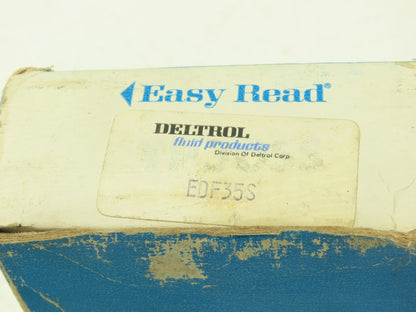 Easy Read®
DELTROL
fluid products
Division Of Deltrol Corp.
EDF35S